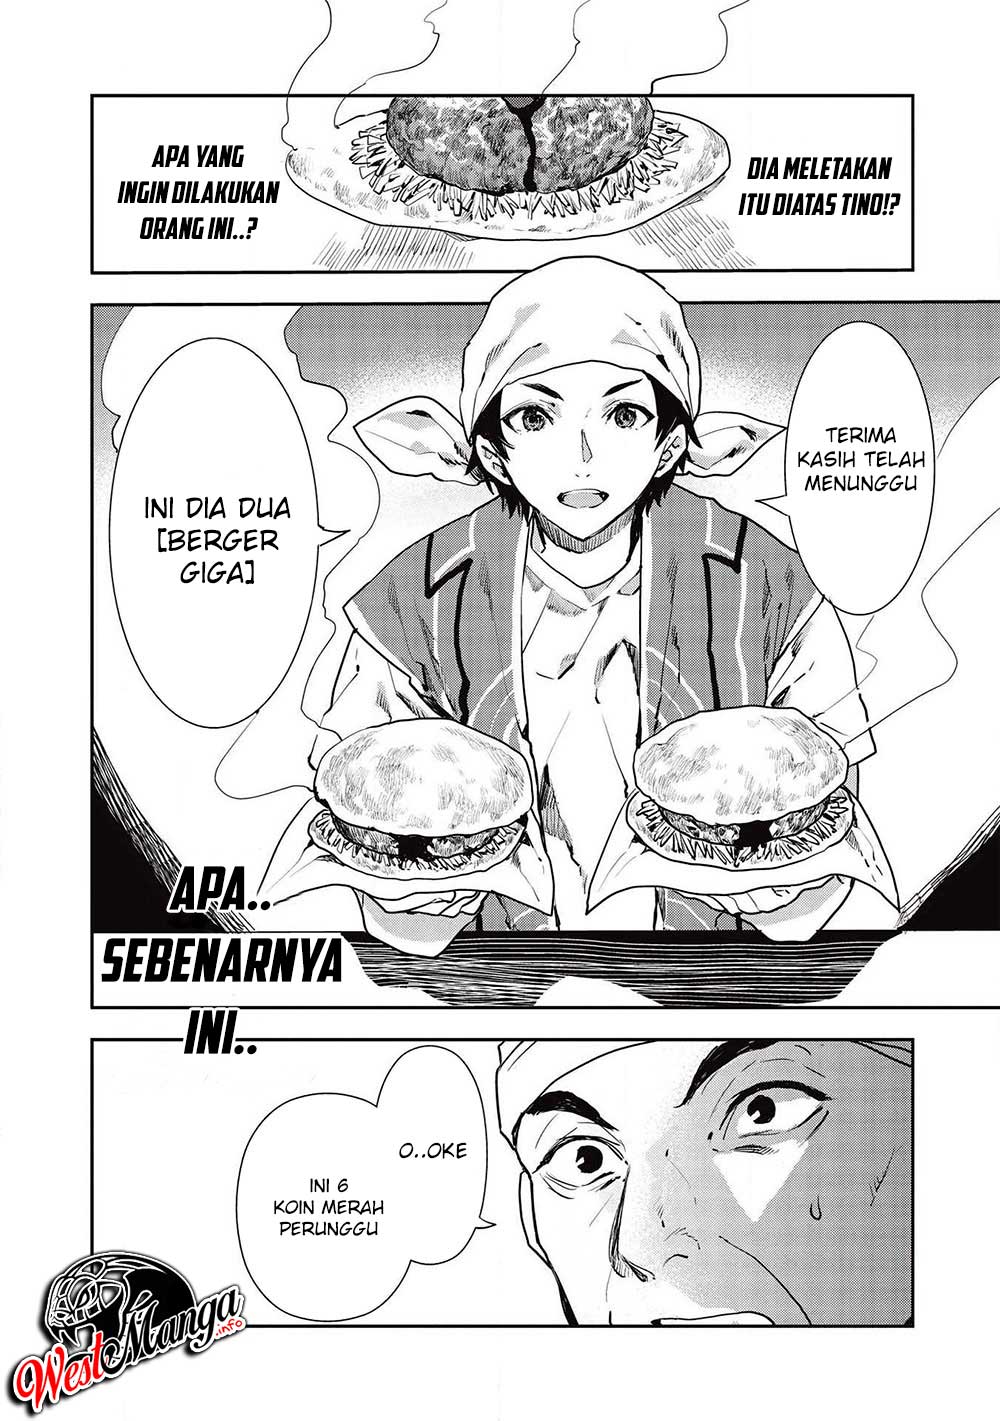 DIA MELETAKAN
ITU DIATAS TINO!?
APA YANG
INGIN DILAKUKAN
ORANG INI..?
TERIMA
KASIH TELAH
MENUNGGU
INI DIA DUA
[BERGER
GIGA]
APA..
SEBENARNYA
INI..
O..OKE
INI 6
KOIN MERAH
PERUNGGU
WestManga
.info